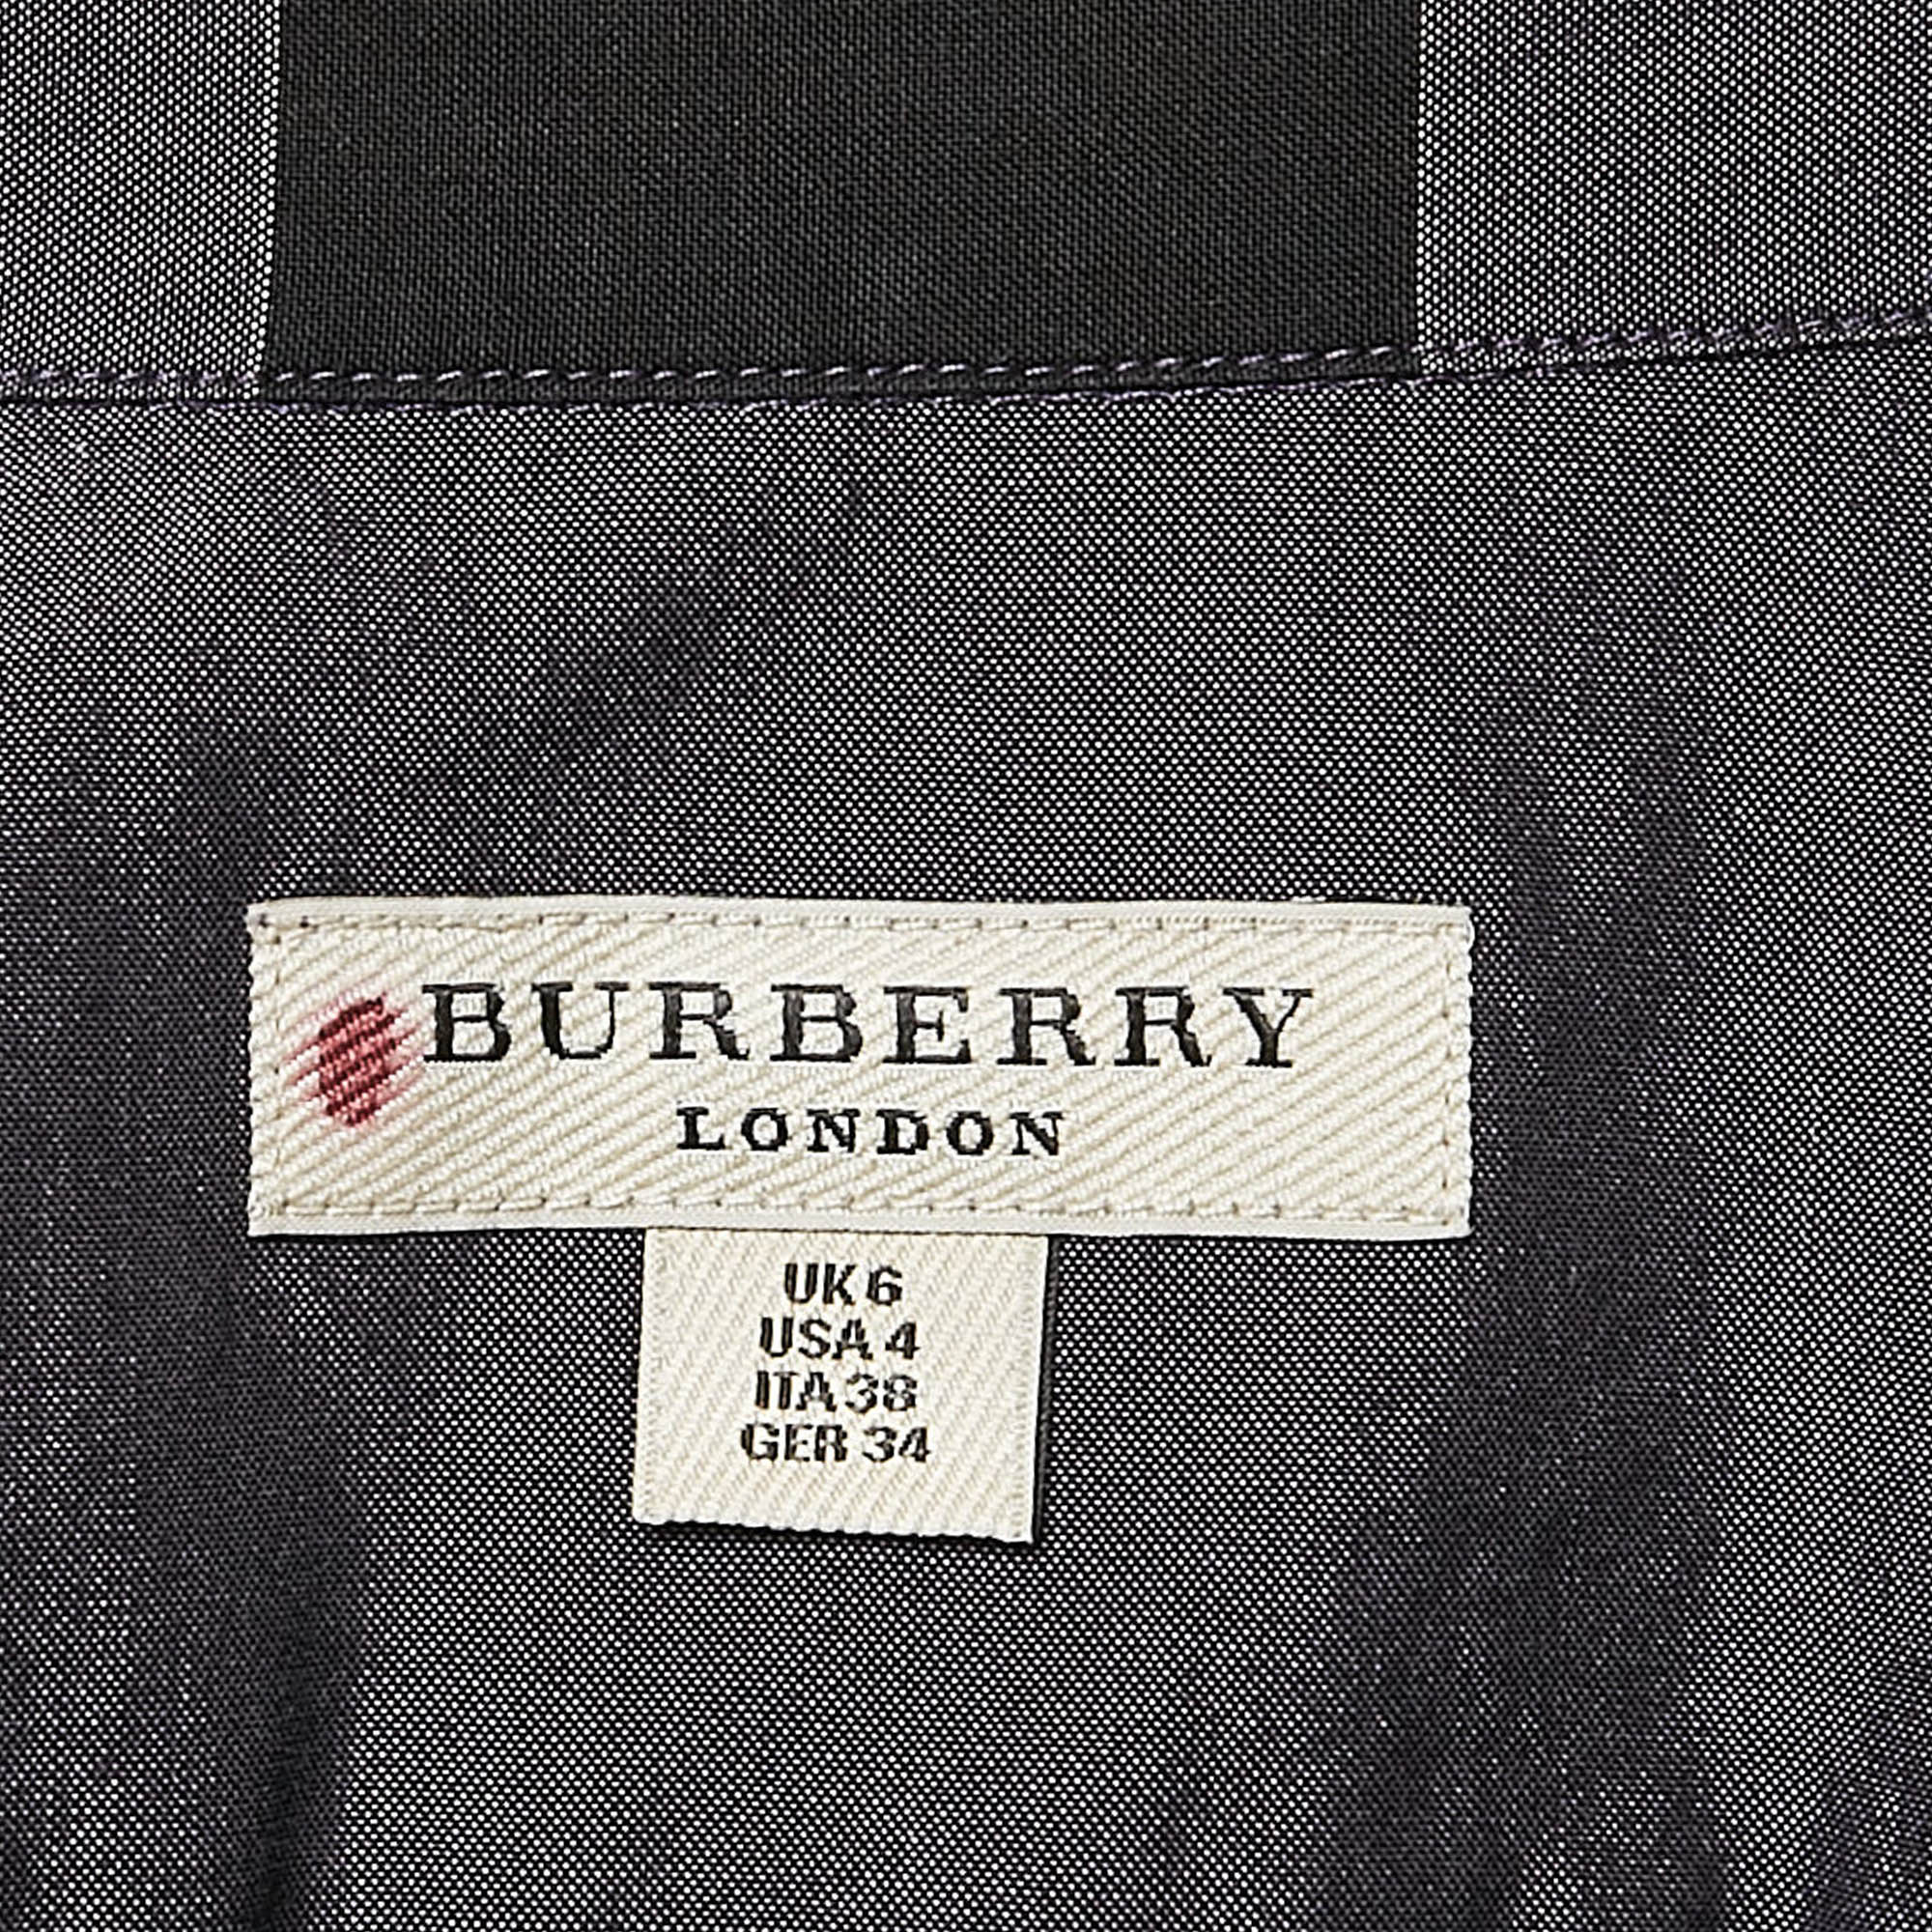 BURBERRY
LONDON
UK 6
USA 4
ITA 38
GER 34